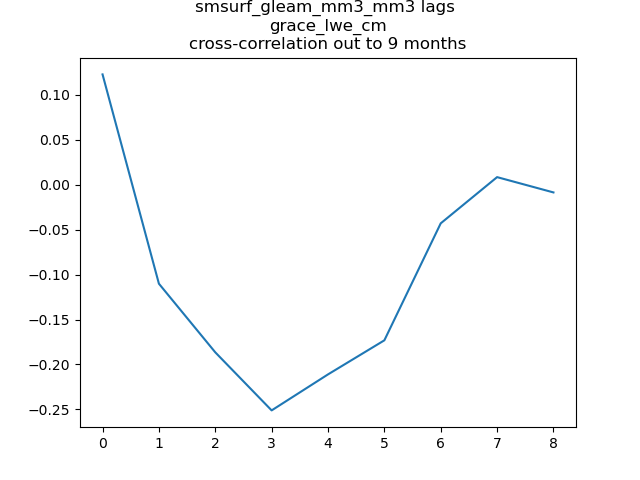 smsurf_gleam_mm3_mm3 lags
grace_lwe_cm
cross-correlation out to 9 months
0.10
0.05
0.00
−0.05
−0.10
−0.15
−0.20
−0.25
0 1 2 3 4 5 6 7 8